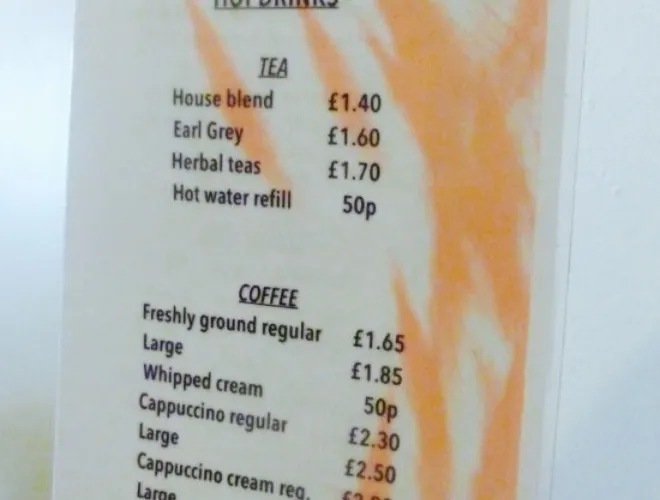 HOT DRINKS
TEA
House blend £1.40
Earl Grey £1.60
Herbal teas £1.70
Hot water refill 50p
COFFEE
Freshly ground regular £1.65
Large £1.85
Whipped cream 50p
Cappuccino regular £2.30
Large £2.50
Cappuccino cream reg.
Large